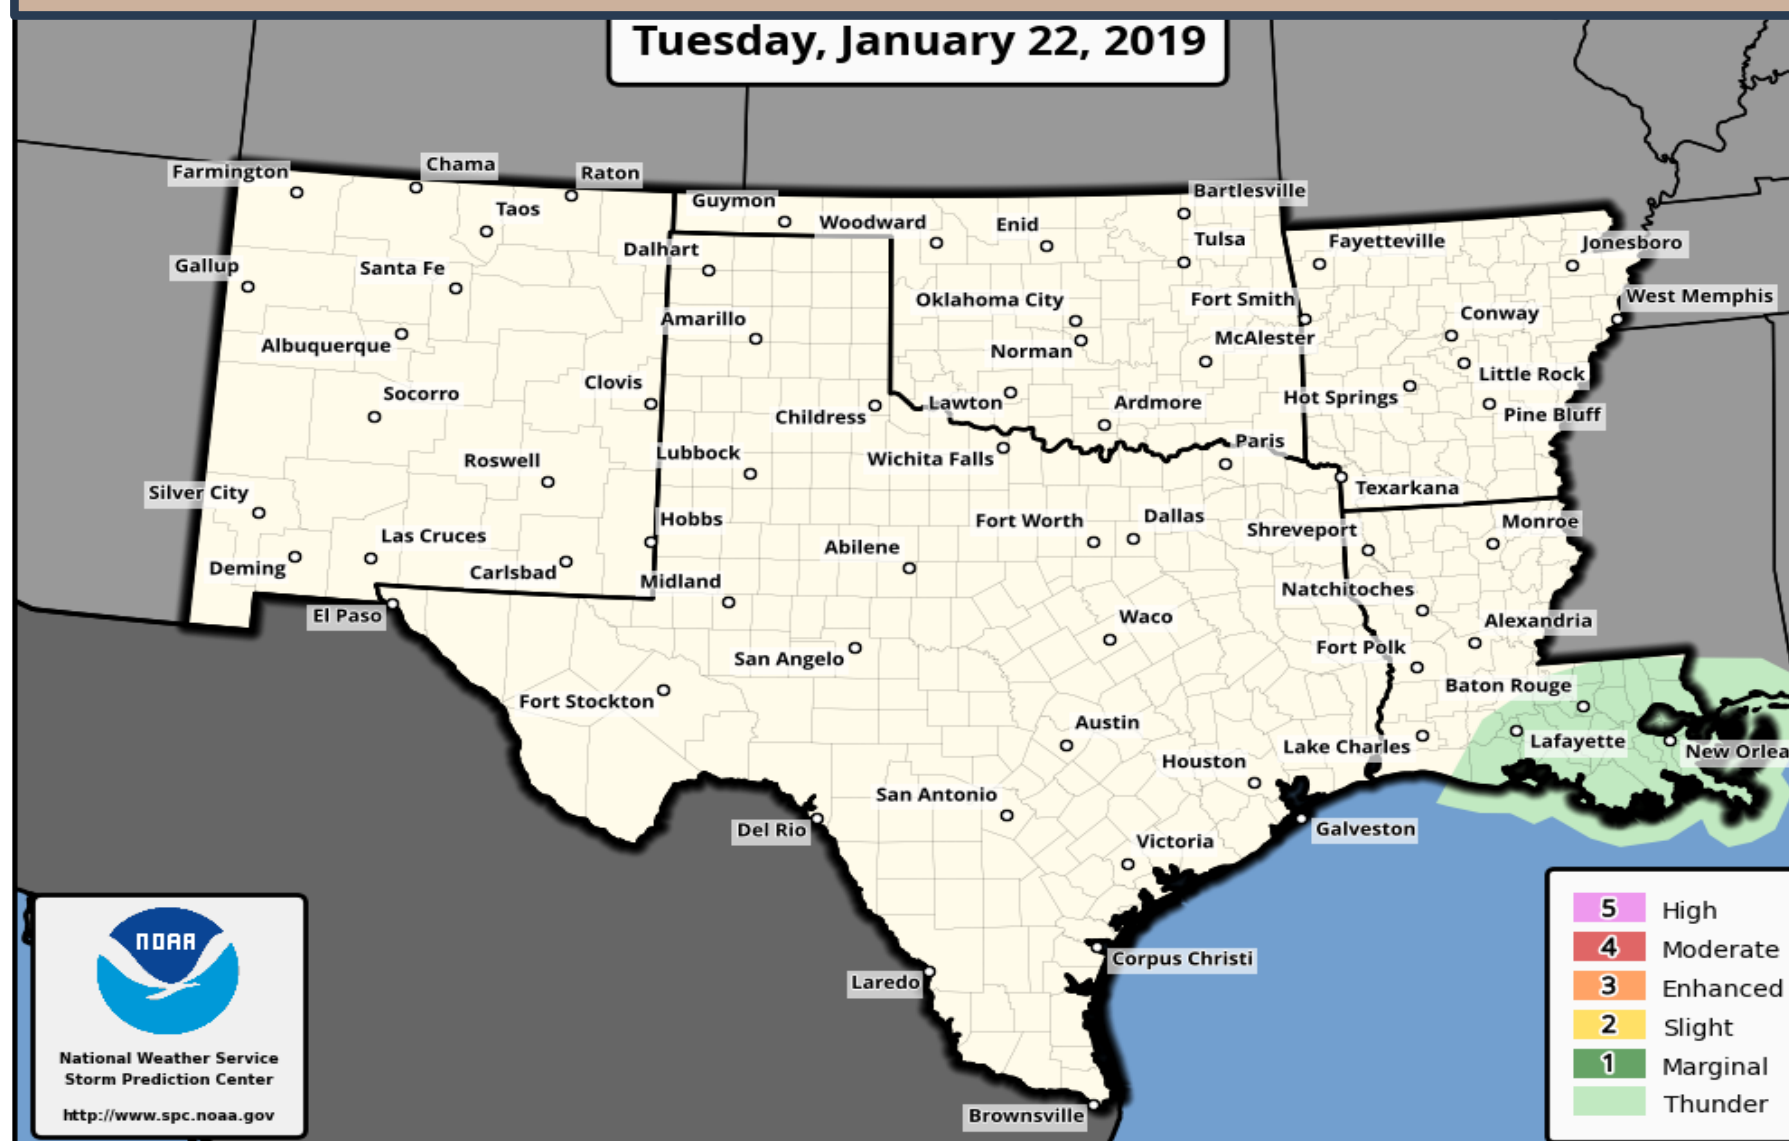 Tuesday, January 22, 2019
Farmington
Chama
Raton
Taos
Guymon
Woodward
Enid
Bartlesville
Tulsa
Fayetteville
Jonesboro
Gallup
Santa Fe
Dalhart
Oklahoma City
Fort Smith
West Memphis
Conway
Albuquerque
Amarillo
Norman
McAlester
Little Rock
Socorro
Clovis
Childress
Lawton
Ardmore
Hot Springs
Pine Bluff
Roswell
Lubbock
Wichita Falls
Paris
Texarkana
Silver City
Las Cruces
Hobbs
Fort Worth
Dallas
Shreveport
Monroe
Deming
Carlsbad
Midland
Abilene
Natchitoches
El Paso
Waco
Alexandria
San Angelo
Fort Polk
Fort Stockton
Baton Rouge
Austin
Lake Charles
Lafayette
New Orlea
Houston
San Antonio
Del Rio
Galveston
Victoria
Corpus Christi
Laredo
Brownsville
NOAA
National Weather Service
Storm Prediction Center
http://www.spc.noaa.gov
5 High
4 Moderate
3 Enhanced
2 Slight
1 Marginal
Thunder